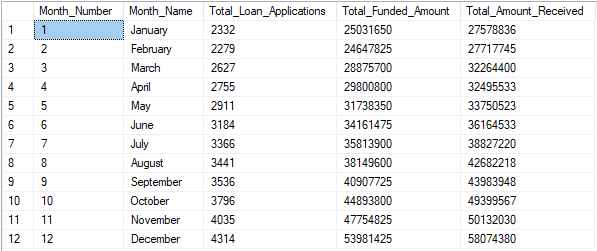 Month_Number Month_Name Total_Loan_Applications Total_Funded_Amount Total_Amount_Received
1 1 January 2332 25031650 27578836
2 2 February 2279 24647825 27717745
3 3 March 2627 28875700 32264400
4 4 April 2755 29800800 32495533
5 5 May 2911 31738350 33750523
6 6 June 3184 34161475 36164533
7 7 July 3366 35813900 38827220
8 8 August 3441 38149600 42682218
9 9 September 3536 40907725 43983948
10 10 October 3796 44893800 49399567
11 11 November 4035 47754825 50132030
12 12 December 4314 53981425 58074380